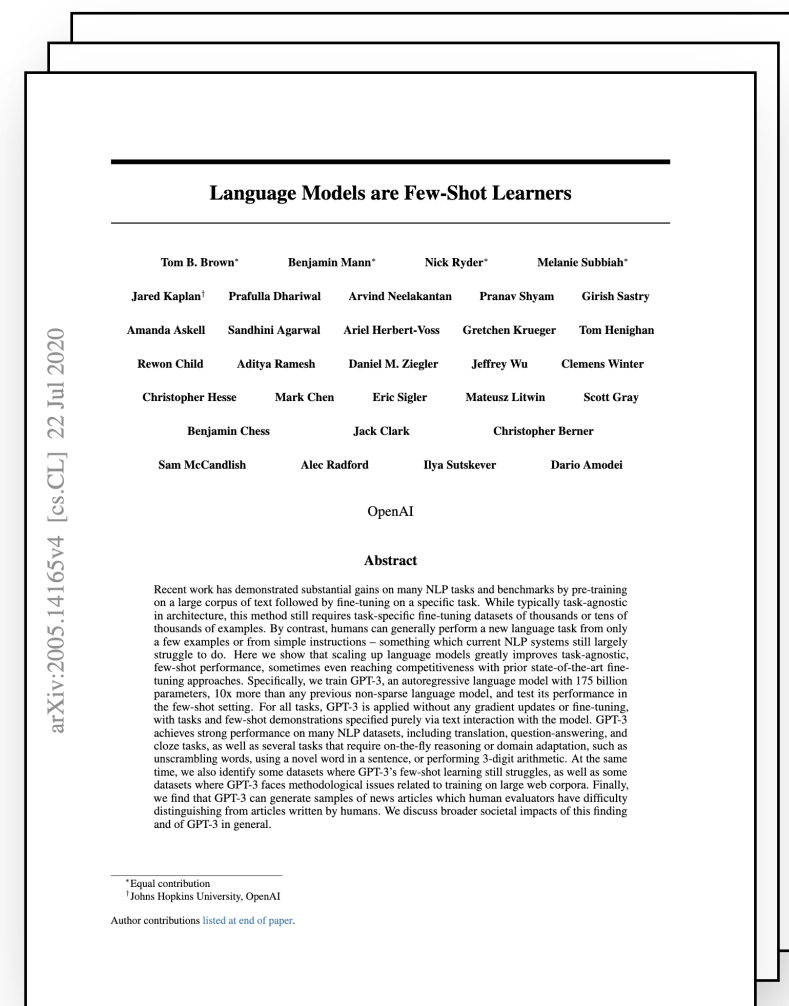 Language Models are Few-Shot Learners
Tom B. Brown∗ Benjamin Mann∗ Nick Ryder∗ Melanie Subbiah∗
Jared Kaplan† Prafulla Dhariwal Arvind Neelakantan Pranav Shyam Girish Sastry
Amanda Askell Sandhini Agarwal Ariel Herbert-Voss Gretchen Krueger Tom Henighan
Rewon Child Aditya Ramesh Daniel M. Ziegler Jeffrey Wu Clemens Winter
Christopher Hesse Mark Chen Eric Sigler Mateusz Litwin Scott Gray
Benjamin Chess Jack Clark Christopher Berner
Sam McCandlish Alec Radford Ilya Sutskever Dario Amodei
OpenAI
Abstract
Recent work has demonstrated substantial gains on many NLP tasks and benchmarks by pre-training
on a large corpus of text followed by fine-tuning on a specific task. While typically task-agnostic
in architecture, this method still requires task-specific fine-tuning datasets of thousands or tens of
thousands of examples. By contrast, humans can generally perform a new language task from only
a few examples or from simple instructions – something which current NLP systems still largely
struggle to do. Here we show that scaling up language models greatly improves task-agnostic,
few-shot performance, sometimes even reaching competitiveness with prior state-of-the-art fine-
tuning approaches. Specifically, we train GPT-3, an autoregressive language model with 175 billion
parameters, 10x more than any previous non-sparse language model, and test its performance in
the few-shot setting. For all tasks, GPT-3 is applied without any gradient updates or fine-tuning,
with tasks and few-shot demonstrations specified purely via text interaction with the model. GPT-3
achieves strong performance on many NLP datasets, including translation, question-answering, and
cloze tasks, as well as several tasks that require on-the-fly reasoning or domain adaptation, such as
unscrambling words, using a novel word in a sentence, or performing 3-digit arithmetic. At the same
time, we also identify some datasets where GPT-3's few-shot learning still struggles, as well as some
datasets where GPT-3 faces methodological issues related to training on large web corpora. Finally,
we find that GPT-3 can generate samples of news articles which human evaluators have difficulty
distinguishing from articles written by humans. We discuss broader societal impacts of this finding
and of GPT-3 in general.
∗Equal contribution
†Johns Hopkins University, OpenAI
Author contributions listed at end of paper.
arXiv:2005.14165v4 [cs.CL] 22 Jul 2020